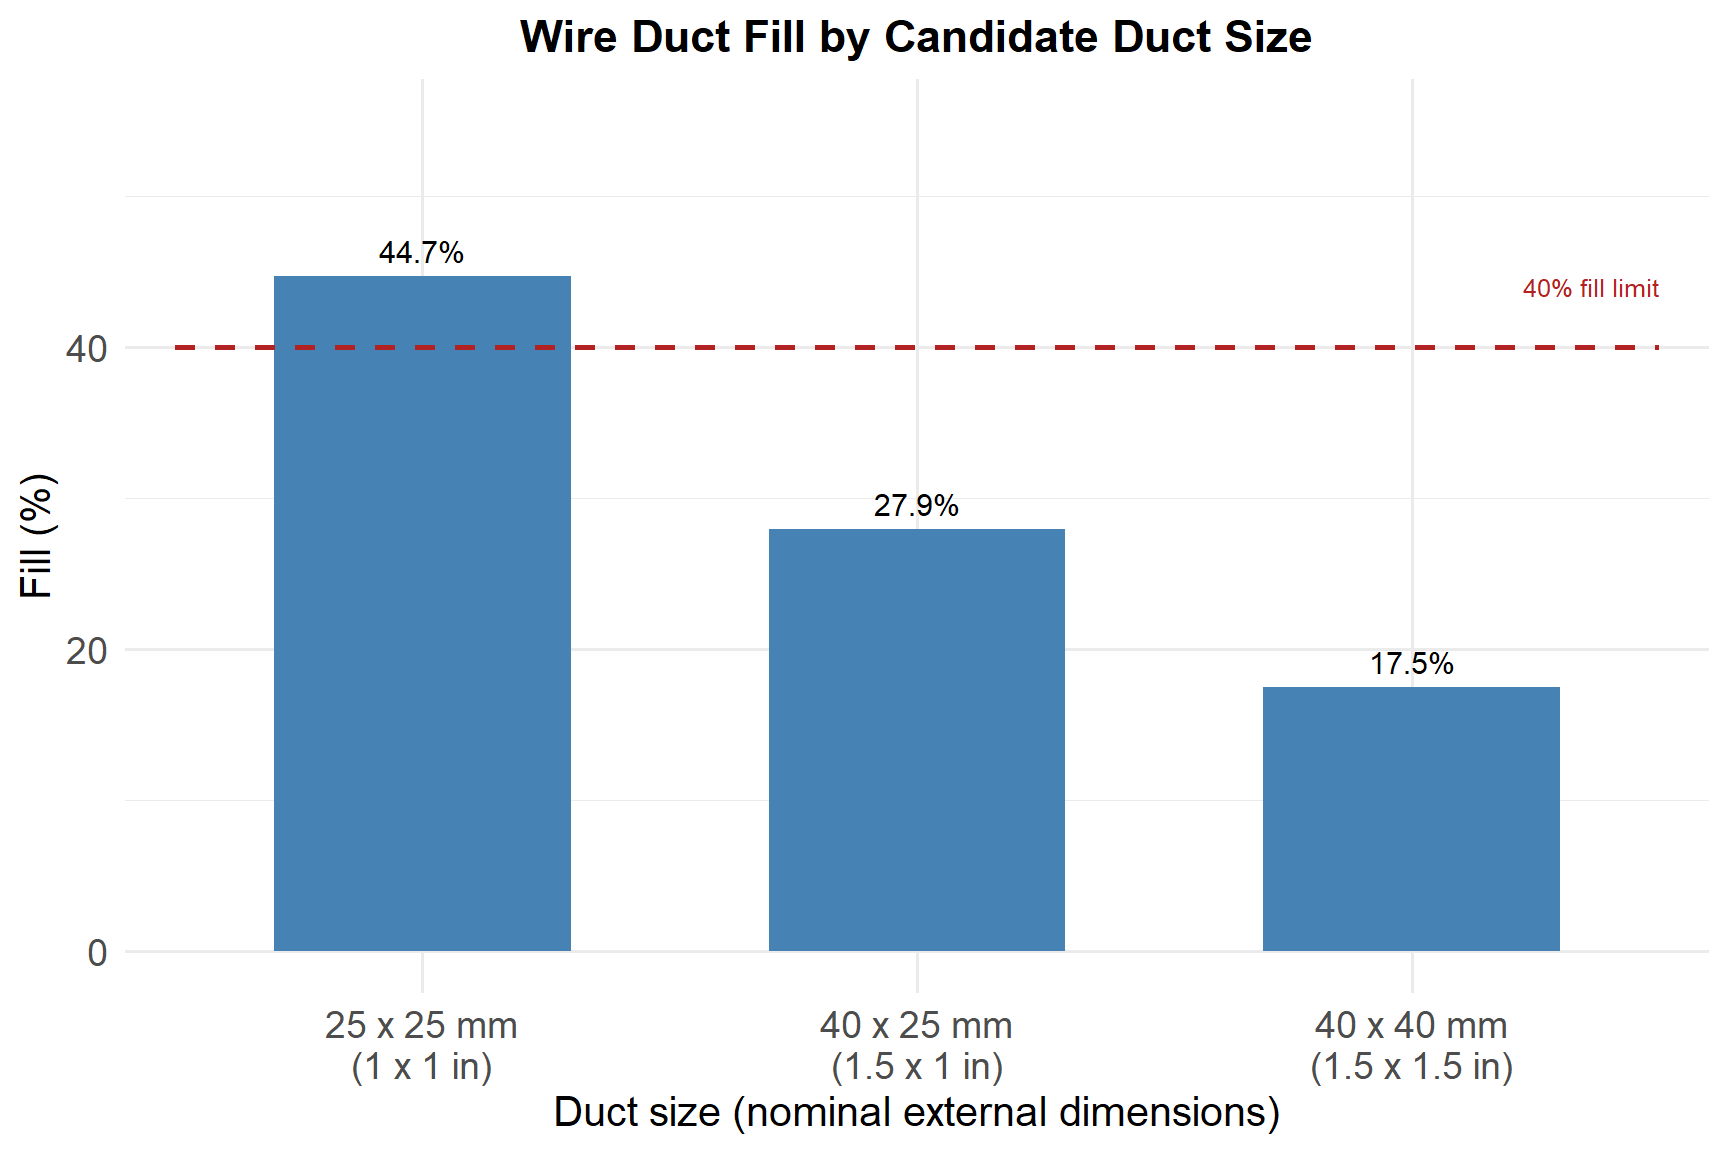 Wire Duct Fill by Candidate Duct Size
44.7%
40% fill limit
40
27.9%
Fill (%)
20
17.5%
0
25 x 25 mm
(1 x 1 in)
40 x 25 mm
(1.5 x 1 in)
40 x 40 mm
(1.5 x 1.5 in)
Duct size (nominal external dimensions)